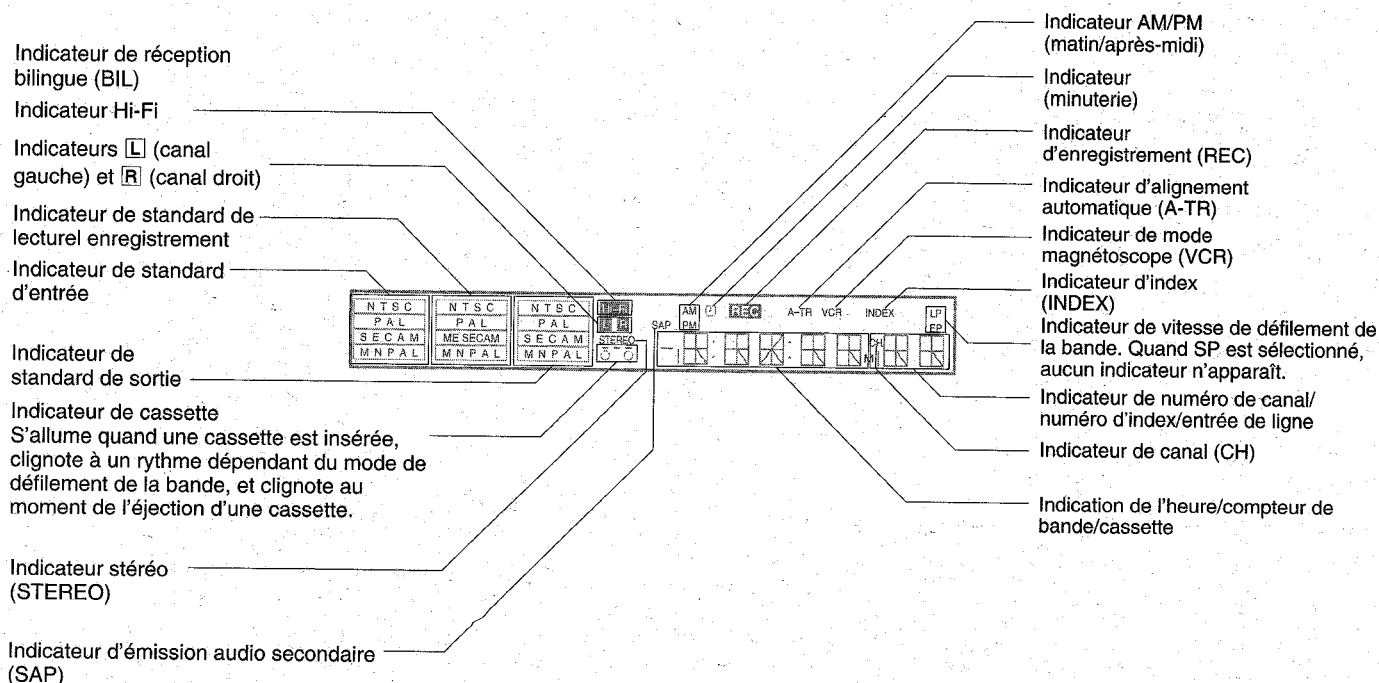 Indicateur de réception
bilingue (BIL)
Indicateur Hi-Fi
Indicateurs L (canal
gauche) et R (canal droit)
Indicateur de standard de
lecturel enregistrement
Indicateur de standard
d'entrée
Indicateur de
standard de sortie
Indicateur de cassette
S'allume quand une cassette est insérée,
clignote à un rythme dépendant du mode de
défilement de la bande, et clignote au
moment de l'éjection d'une cassette.
Indicateur stéréo
(STEREO)
Indicateur d'émission audio secondaire
(SAP)
NTSC
PAL
SECAM
MNPAL
NTSC
PAL
MESECAM
MNPAL
NTSC
PAL
SECAM
MNPAL
L R
STEREO
SAP
AM
PM
REC
A-TR VCR INDEX
LP
EP
CH
M
Indicateur AM/PM
(matin/après-midi)
Indicateur
(minuterie)
Indicateur
d'enregistrement (REC)
Indicateur d'alignement
automatique (A-TR)
Indicateur de mode
magnétoscope (VCR)
Indicateur d'index
(INDEX)
Indicateur de vitesse de défilement de
la bande. Quand SP est sélectionné,
aucun indicateur n'apparaît.
Indicateur de numéro de canal/
numéro d'index/entrée de ligne
Indicateur de canal (CH)
Indication de l'heure/compteur de
bande/cassette